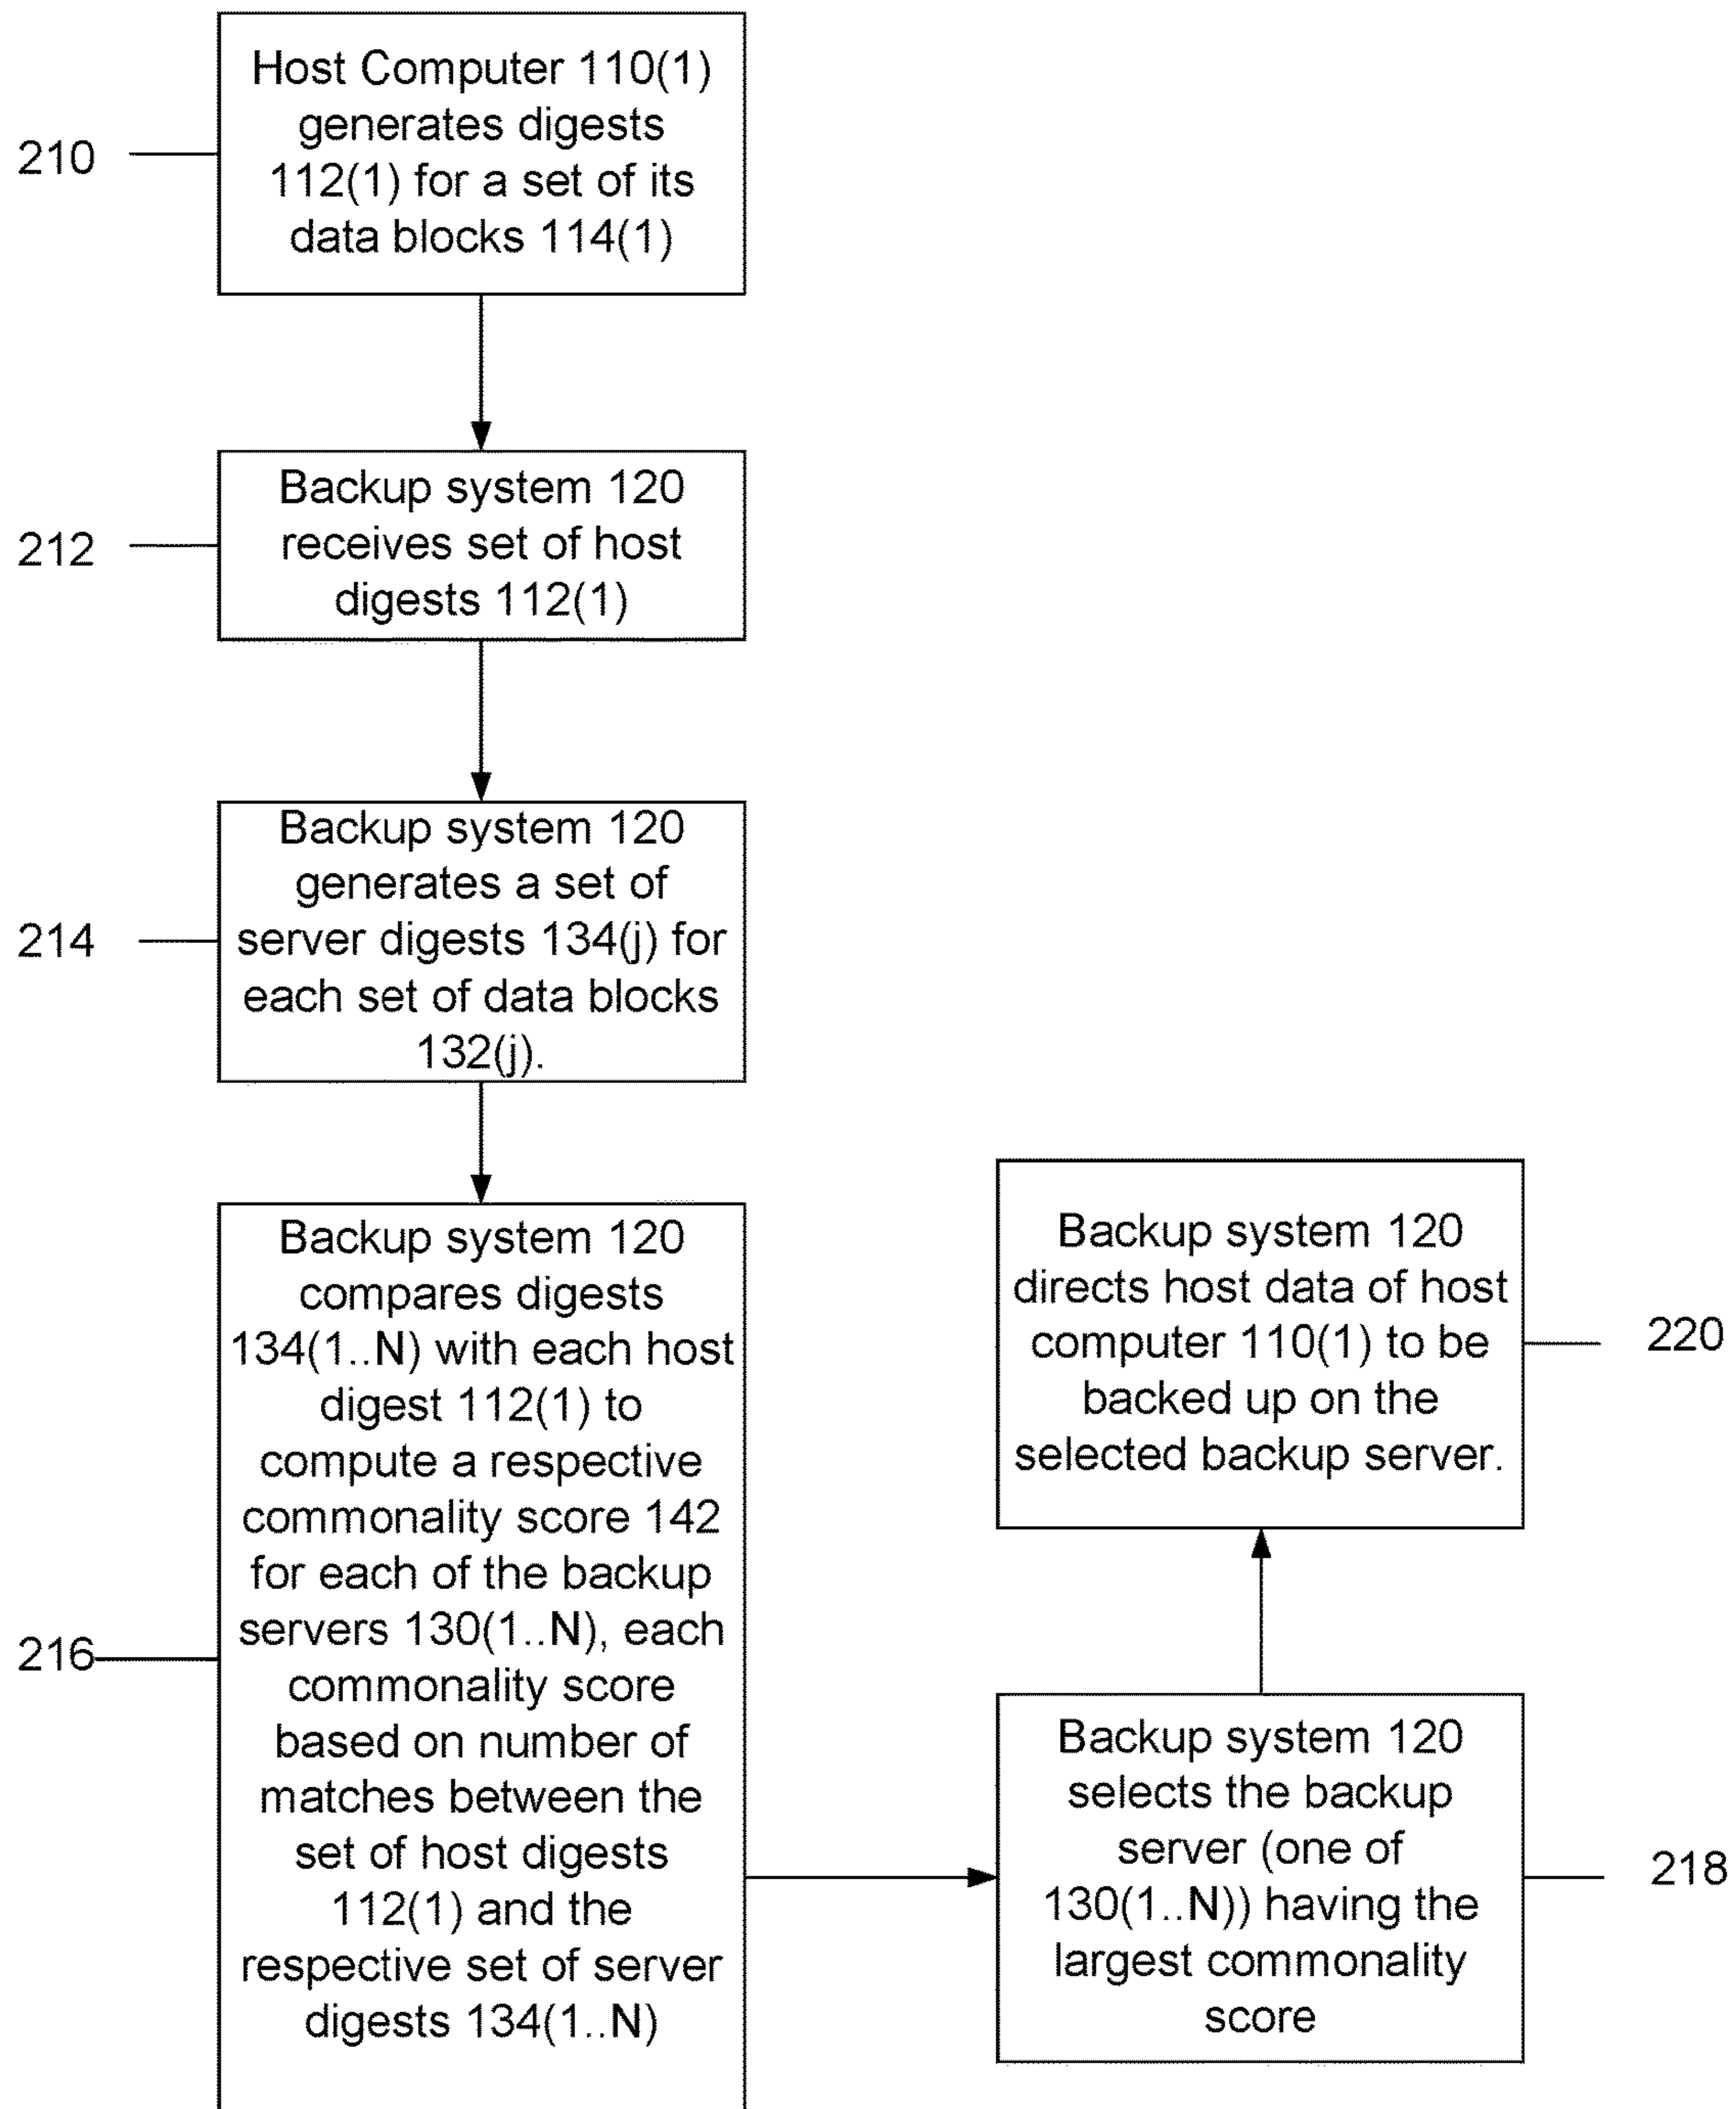 210
Host Computer 110(1)
generates digests
112(1) for a set of its
data blocks 114(1)
212
Backup system 120
receives set of host
digests 112(1)
214
Backup system 120
generates a set of
server digests 134(j) for
each set of data blocks
132(j).
216
Backup system 120
compares digests
134(1..N) with each host
digest 112(1) to
compute a respective
commonality score 142
for each of the backup
servers 130(1..N), each
commonality score
based on number of
matches between the
set of host digests
112(1) and the
respective set of server
digests 134(1..N)
Backup system 120
selects the backup
server (one of
130(1..N)) having the
largest commonality
score
218
Backup system 120
directs host data of host
computer 110(1) to be
backed up on the
selected backup server.
220